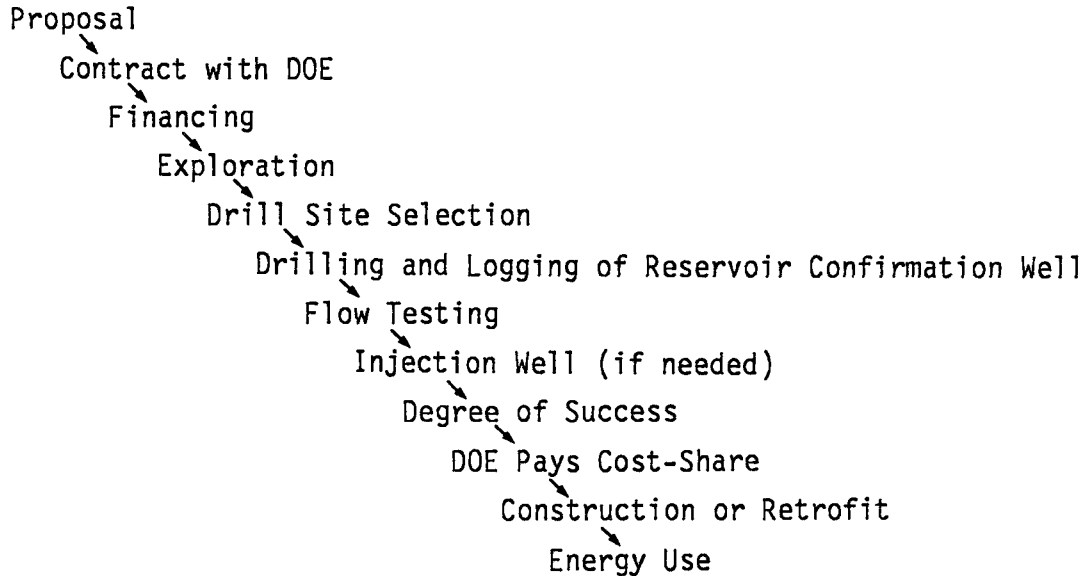 Proposal
Contract with DOE
Financing
Exploration
Drill Site Selection
Drilling and Logging of Reservoir Confirmation Well
Flow Testing
Injection Well (if needed)
Degree of Success
DOE Pays Cost-Share
Construction or Retrofit
Energy Use